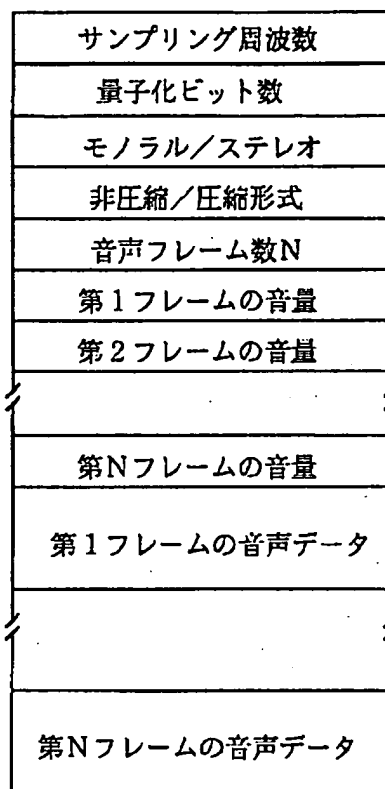 サンプリング周波数
量子化ビット数
モノラル／ステレオ
非圧縮／圧縮形式
音声フレーム数N
第1フレームの音量
第2フレームの音量
第Nフレームの音量
第1フレームの音声データ
第Nフレームの音声データ